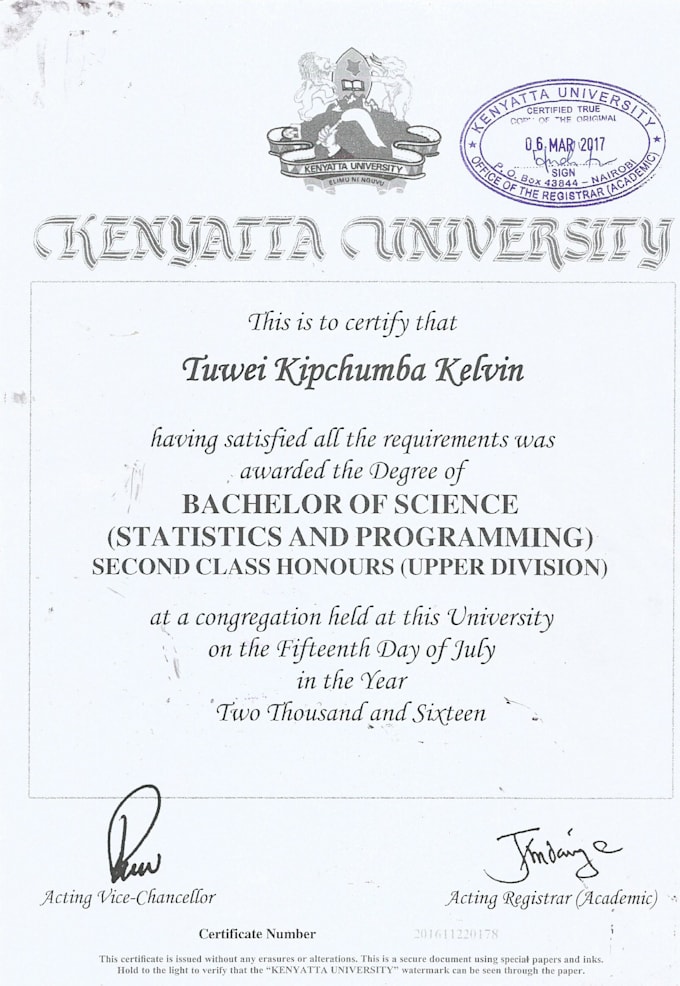 KENYATTA UNIVERSITY
ELIMU NI NGUVU
KENYATTA UNIVERSITY
CERTIFIED TRUE
COPY OF THE ORIGINAL
06 MAR 2017
SIGN
P.O. Box 43844 - NAIROBI
OFFICE OF THE REGISTRAR (ACADEMIC)
KENYATTA UNIVERSITY
This is to certify that
Tuwei Kipchumba Kelvin
having satisfied all the requirements was
awarded the Degree of
BACHELOR OF SCIENCE
(STATISTICS AND PROGRAMMING)
SECOND CLASS HONOURS (UPPER DIVISION)
at a congregation held at this University
on the Fifteenth Day of July
in the Year
Two Thousand and Sixteen
Acting Vice-Chancellor
Acting Registrar (Academic)
Certificate Number 201611220178
This certificate is issued without any erasures or alterations. This is a secure document using special papers and inks.
Hold to the light to verify that the “KENYATTA UNIVERSITY” watermark can be seen through the paper.